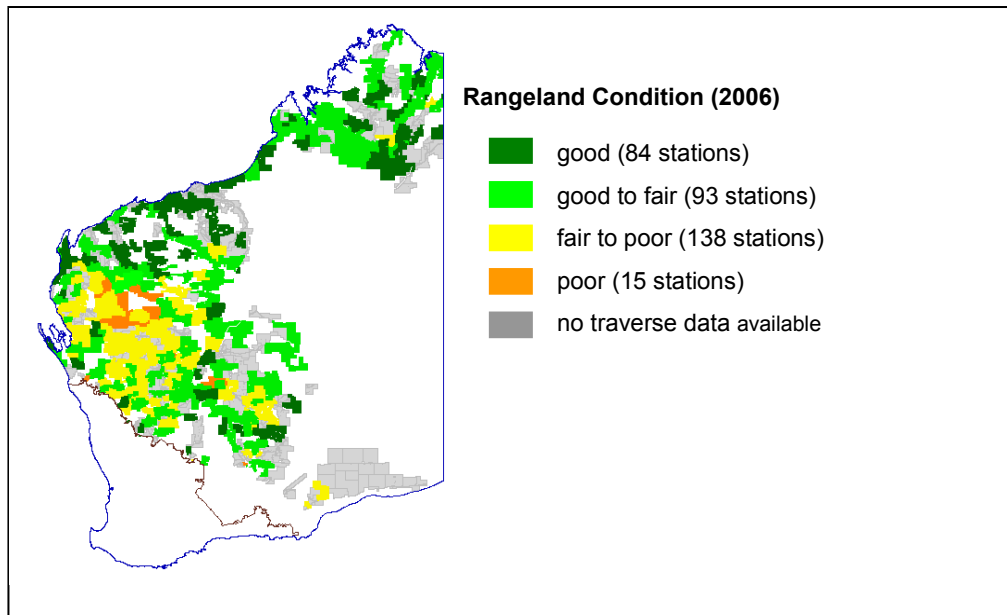 Rangeland Condition (2006)
good (84 stations)
good to fair (93 stations)
fair to poor (138 stations)
poor (15 stations)
no traverse data available